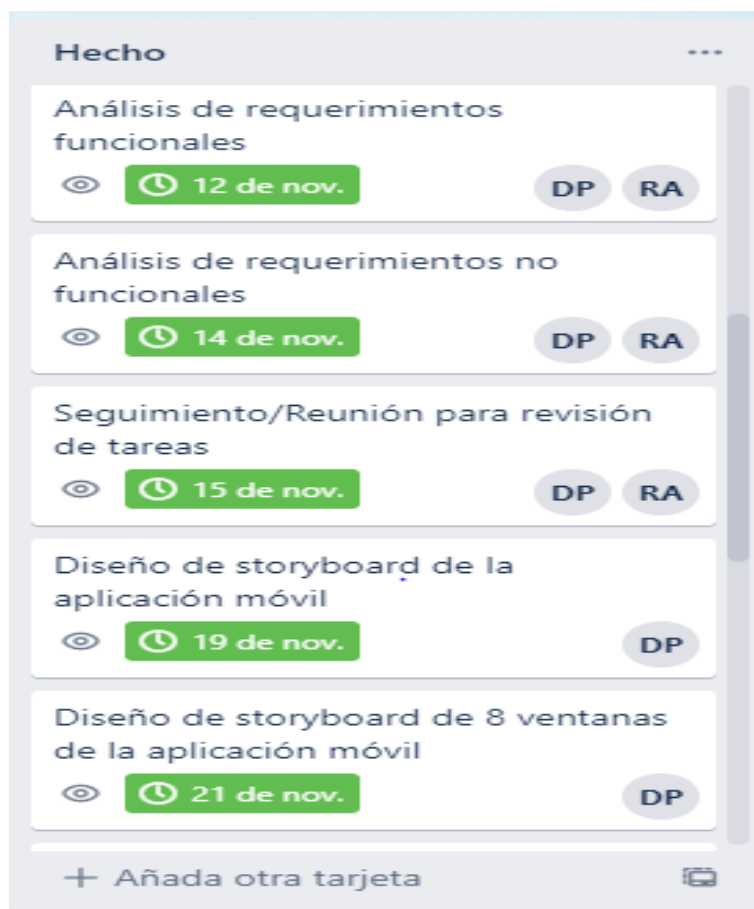 Hecho
Análisis de requerimientos
funcionales
12 de nov.
DP RA
Análisis de requerimientos no
funcionales
14 de nov.
DP RA
Seguimiento/Reunión para revisión
de tareas
15 de nov.
DP RA
Diseño de storyboard de la
aplicación móvil
19 de nov.
DP
Diseño de storyboard de 8 ventanas
de la aplicación móvil
21 de nov.
DP
+ Añada otra tarjeta